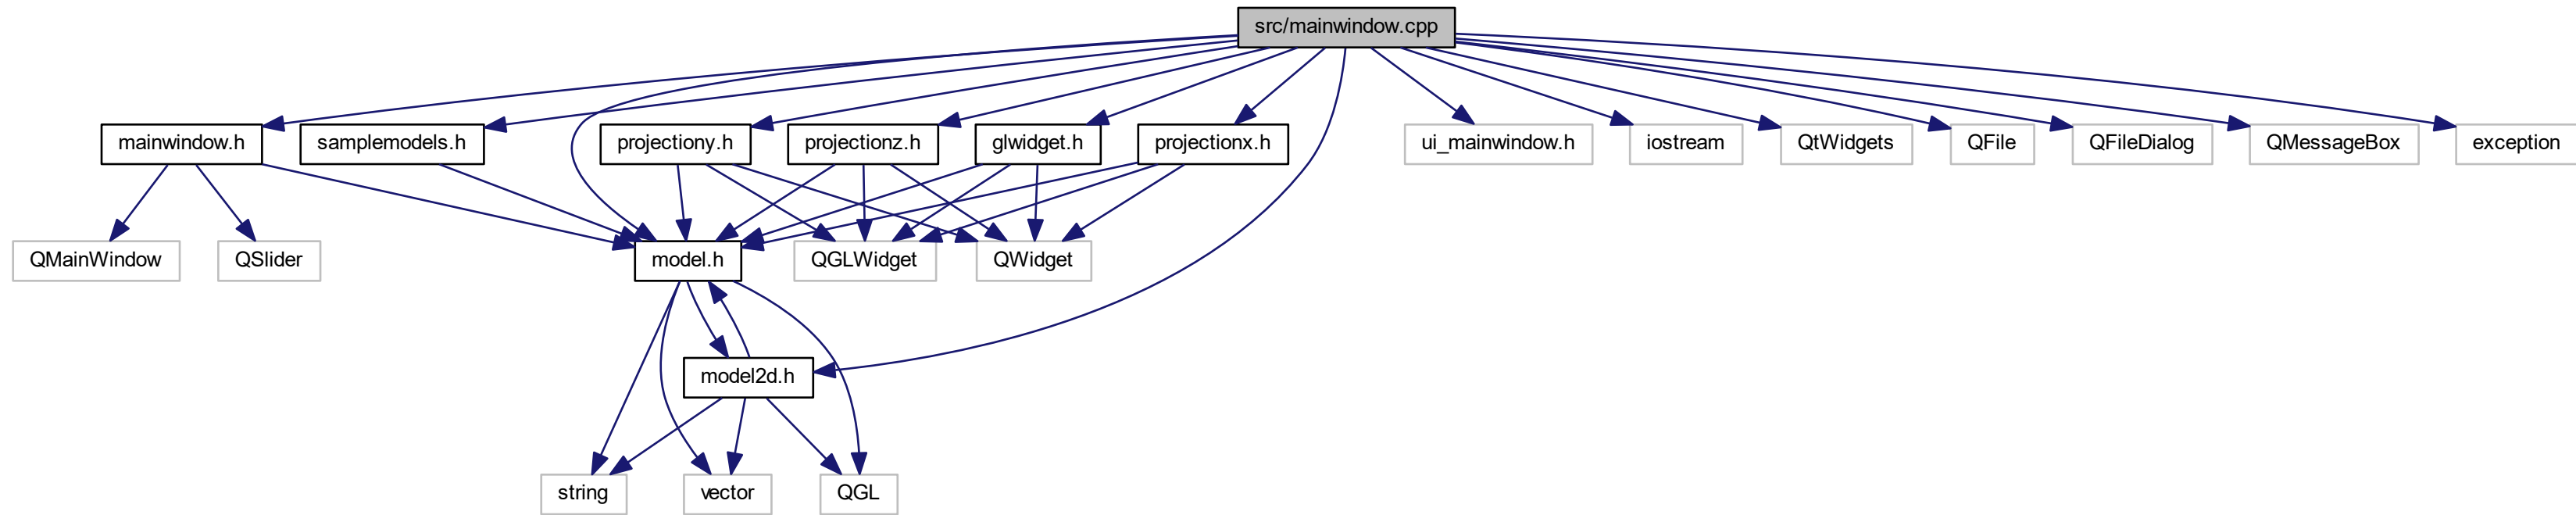 src/mainwindow.cpp
mainwindow.h
samplemodels.h
projectiony.h
projectionz.h
glwidget.h
projectionx.h
ui_mainwindow.h
iostream
QtWidgets
QFile
QFileDialog
QMessageBox
exception
QMainWindow
QSlider
model.h
QGLWidget
QWidget
model2d.h
string
vector
QGL